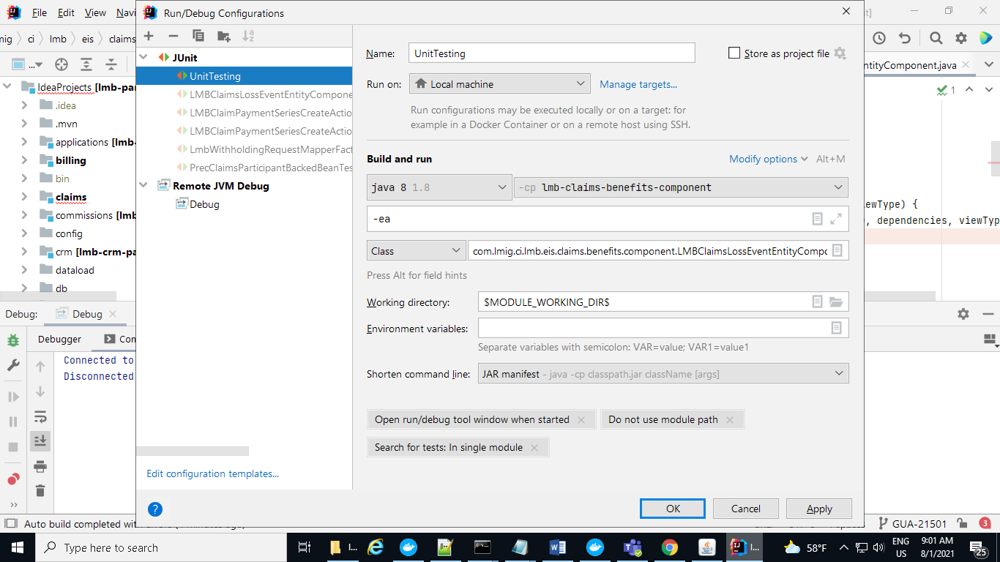 File Edit View Navi
Run/Debug Configurations
t]
mig ci lmb eis claims
JUnit
UnitTesting
LMBClaimsLossEventEntityCompone
LMBClaimPaymentSeriesCreateActio
LMBClaimPaymentSeriesCreateActio
LmbWithholdingRequestMapperFact
PrecClaimsParticipantBackedBeanTes
Remote JVM Debug
Debug
Edit configuration templates...
Name: UnitTesting
Store as project file
Run on: Local machine
Manage targets...
Run configurations may be executed locally or on a target: for
example in a Docker Container or on a remote host using SSH.
Build and run
Modify options Alt+M
java 8 1.8
-cp lmb-claims-benefits-component
-ea
Class
com.lmig.ci.lmb.eis.claims.benefits.component.LMBClaimsLossEventEntityCompo
Press Alt for field hints
Working directory: $MODULE_WORKING_DIR$
Environment variables:
Separate variables with semicolon: VAR=value; VAR1=value1
Shorten command line: JAR manifest - java -cp classpath.jar className [args]
Open run/debug tool window when started
Do not use module path
Search for tests: In single module
OK Cancel Apply
...
IdeaProjects [lmb-par
.idea
.mvn
applications [lmb-
billing
bin
claims
commissions [lmb
config
crm [lmb-crm-pa
dataload
db
ntityComponent.java
1
iewType) {
, dependencies, viewTyp
Debug: Debug
Debugger Con
Connected to
Disconnected
Auto build completed with
GUA-21501 3
Type here to search
I...
I...
58°F
ENG
US
9:01 AM
8/1/2021
25